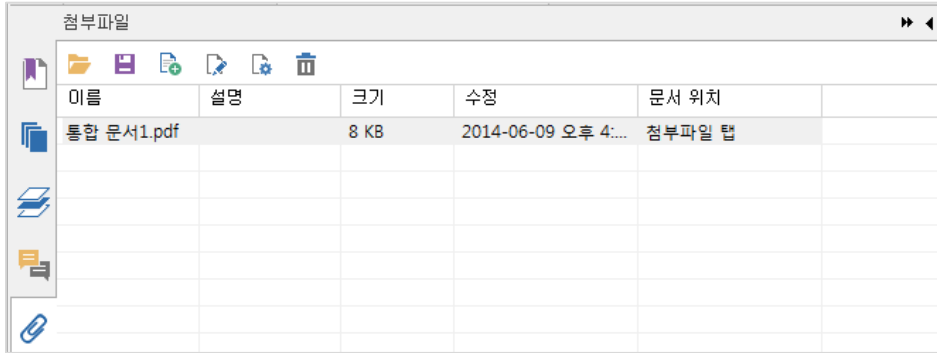 첨부파일
이름 설명 크기 수정 문서 위치
통합 문서1.pdf 8 KB 2014-06-09 오후 4:... 첨부파일 탭